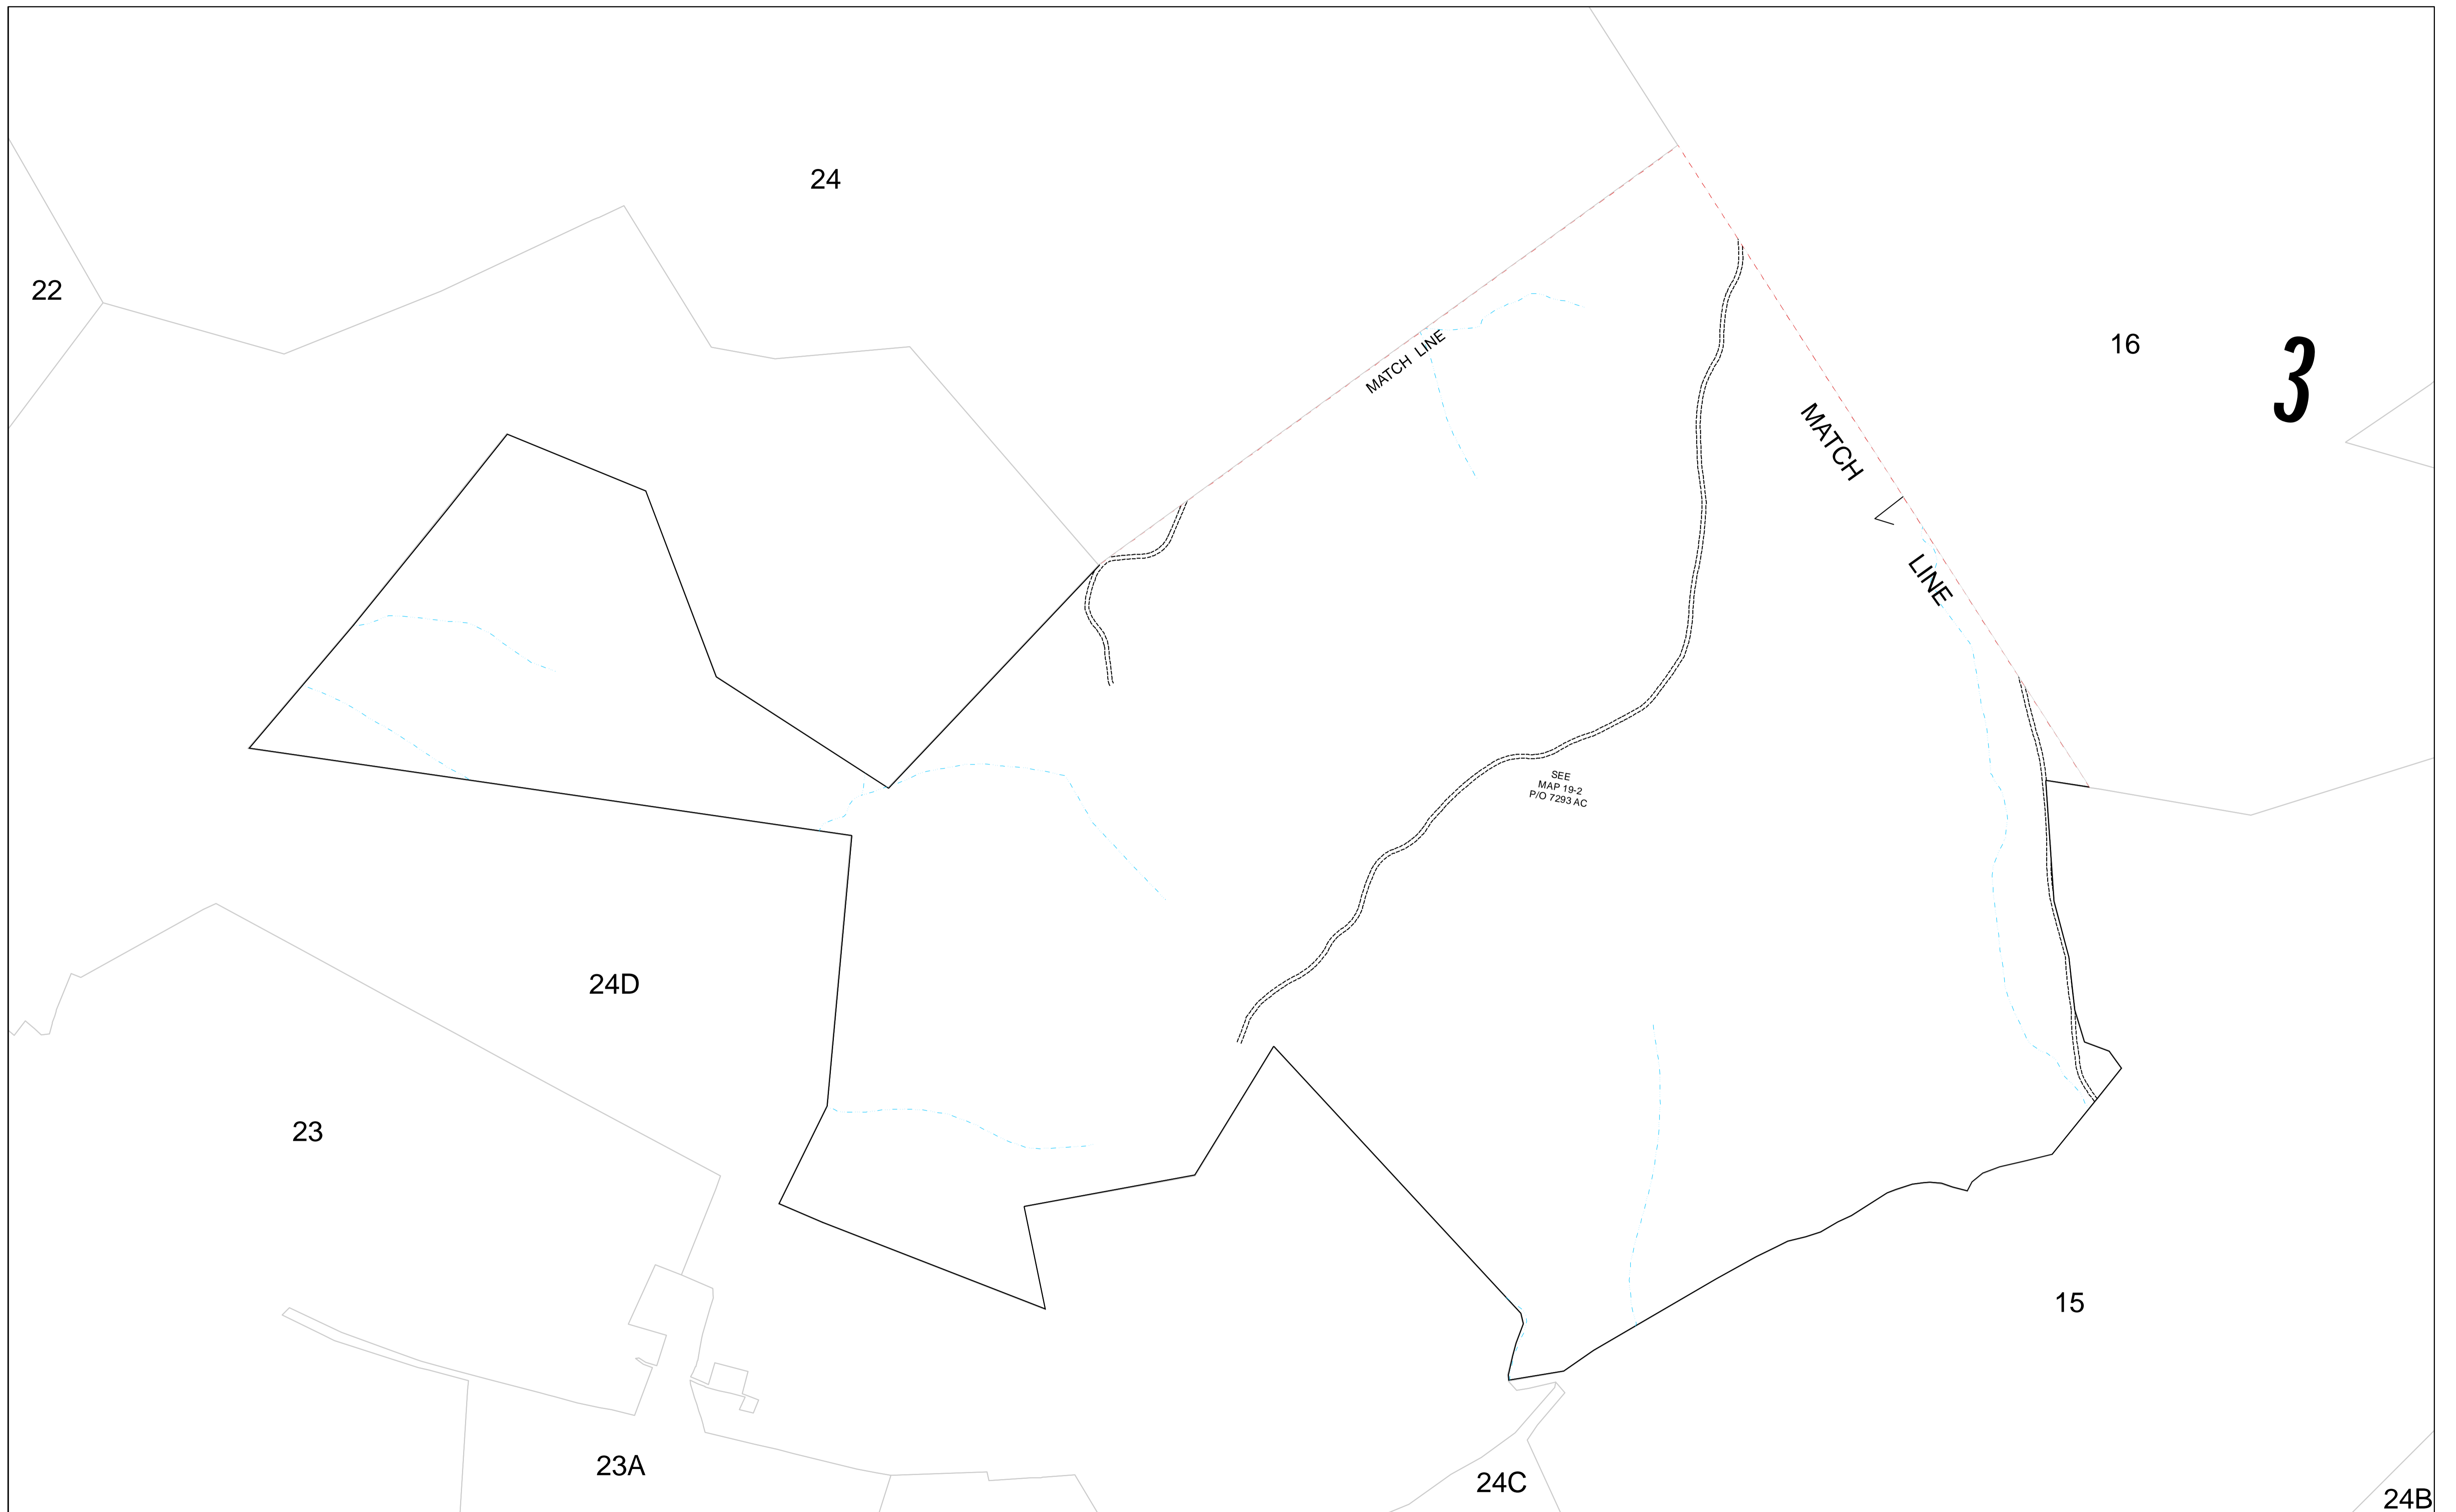 24
22
16
3
MATCH LINE
MATCH
LINE
SEE
MAP 19-2
P/O 7293 AC
24D
23
15
23A
24C
24B